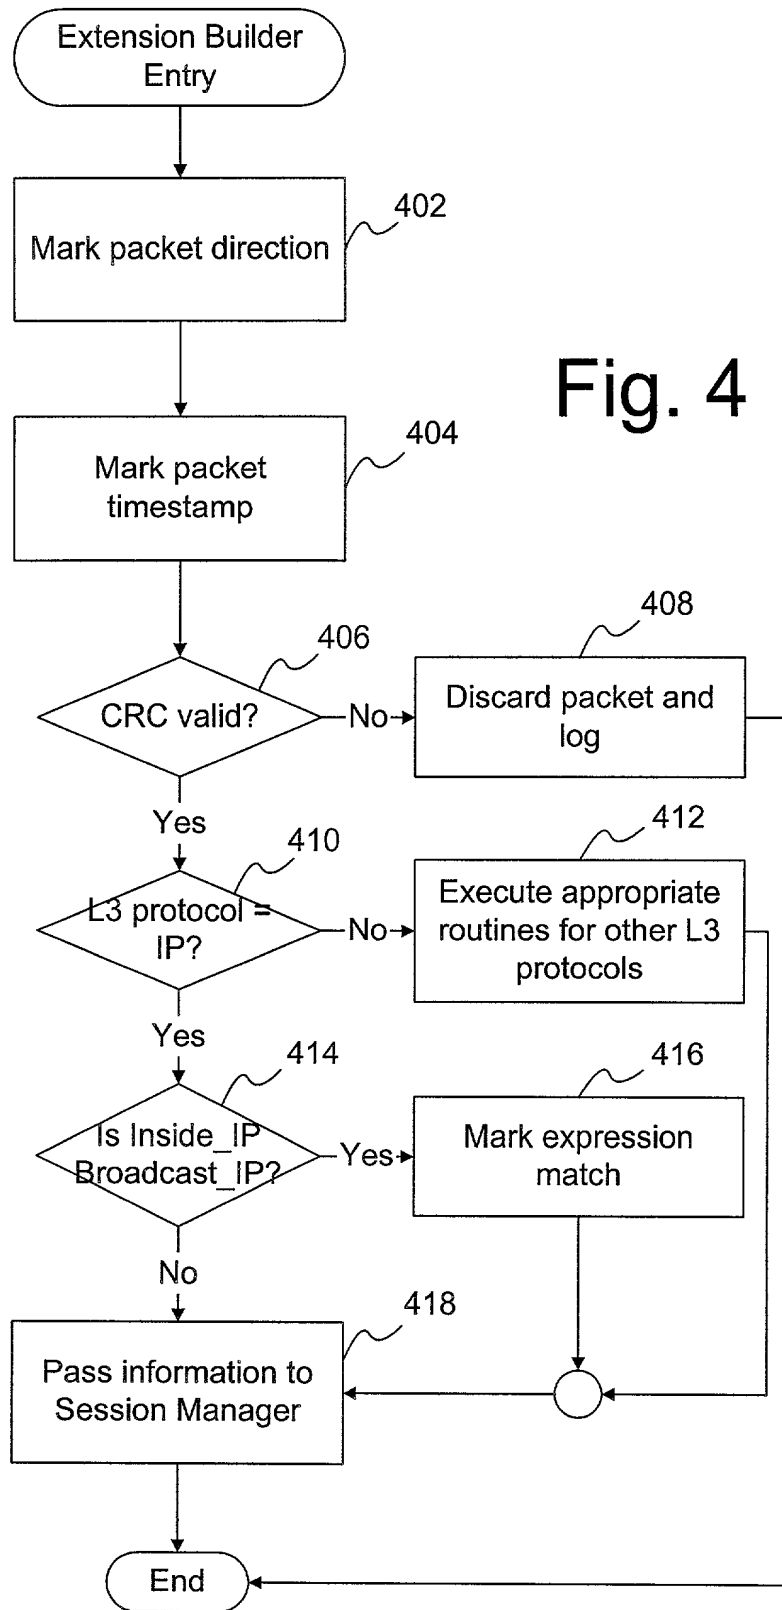 Extension Builder
Entry
402
Mark packet direction
Fig. 4
404
Mark packet
timestamp
406
CRC valid?
No
408
Discard packet and
log
Yes
410
L3 protocol =
IP?
No
412
Execute appropriate
routines for other L3
protocols
Yes
414
Is Inside_IP
Broadcast_IP?
Yes
416
Mark expression
match
No
418
Pass information to
Session Manager
End